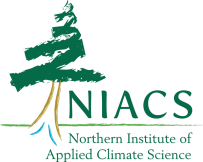 NIACS
Northern Institute of
Applied Climate Science